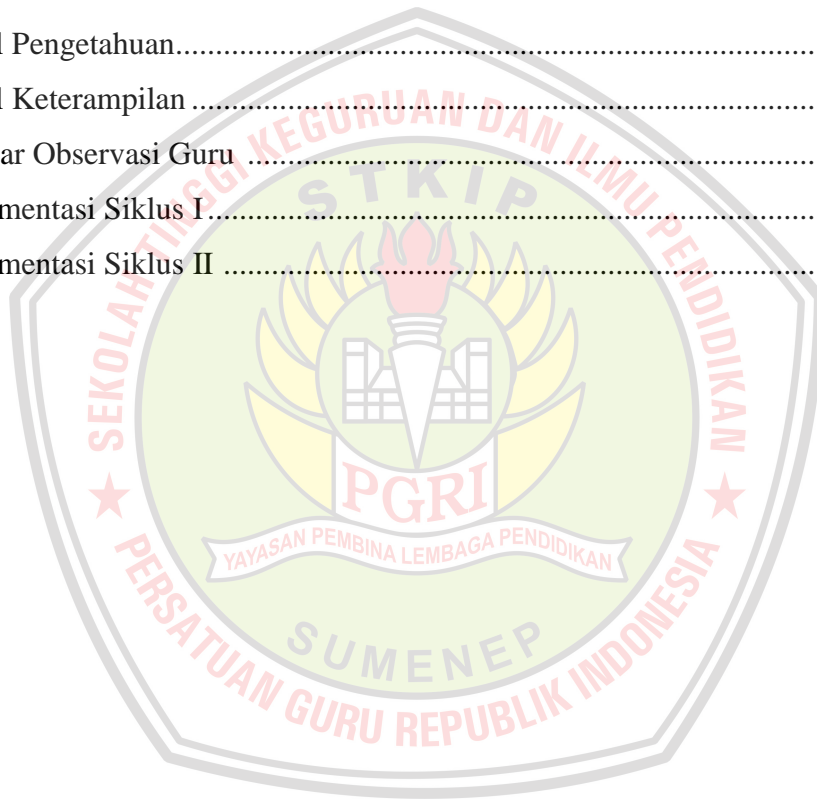 l Pengetahuan................................................................................................
l Keterampilan ..............................................................................................
ar Observasi Guru ......................................................................................
mentasi Siklus I............................................................................................
mentasi Siklus II ..........................................................................................
SEKOLAH TINGGI KEGURUAN DAN ILMU PENDIDIKAN
STKIP
PGRI
YAYASAN PEMBINA LEMBAGA PENDIDIKAN
SUMENEP
PERSATUAN GURU REPUBLIK INDONESIA